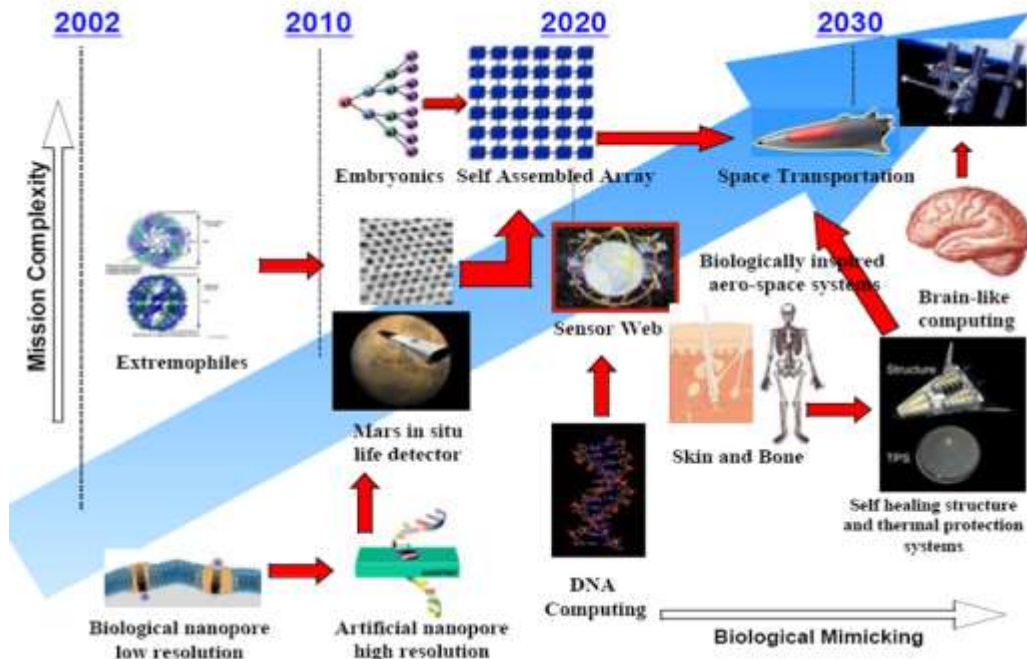 2002
2010
2020
2030
Mission Complexity
Embryonics
Self Assembled Array
Space Transportation
Extremophiles
Sensor Web
Biologically inspired
aero-space systems
Brain-like
computing
Mars in situ
life detector
Skin and Bone
Structure
TPS
Self healing structure
and thermal protection
systems
DNA
Computing
Biological nanopore
low resolution
Artificial nanopore
high resolution
Biological Mimicking